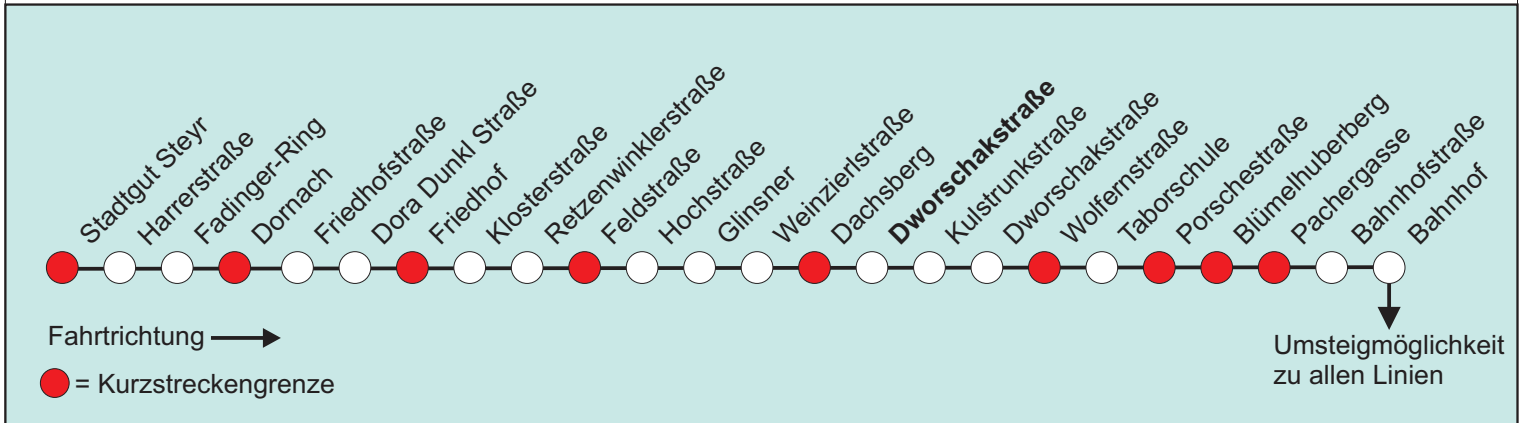 Stadtgut Steyr
Harrerstraße
Fadinger-Ring
Dornach
Friedhofstraße
Dora Dunkl Straße
Friedhof
Klosterstraße
Retzenwinklerstraße
Feldstraße
Hochstraße
Glinsner
Weinzierlstraße
Dachsberg
Dworschakstraße
Kulstrunkstraße
Dworschakstraße
Wolfernstraße
Taborschule
Porschestraße
Blümelhuberberg
Pachergasse
Bahnhofstraße
Bahnhof
Fahrtrichtung
= Kurzstreckengrenze
Umsteigmöglichkeit
zu allen Linien